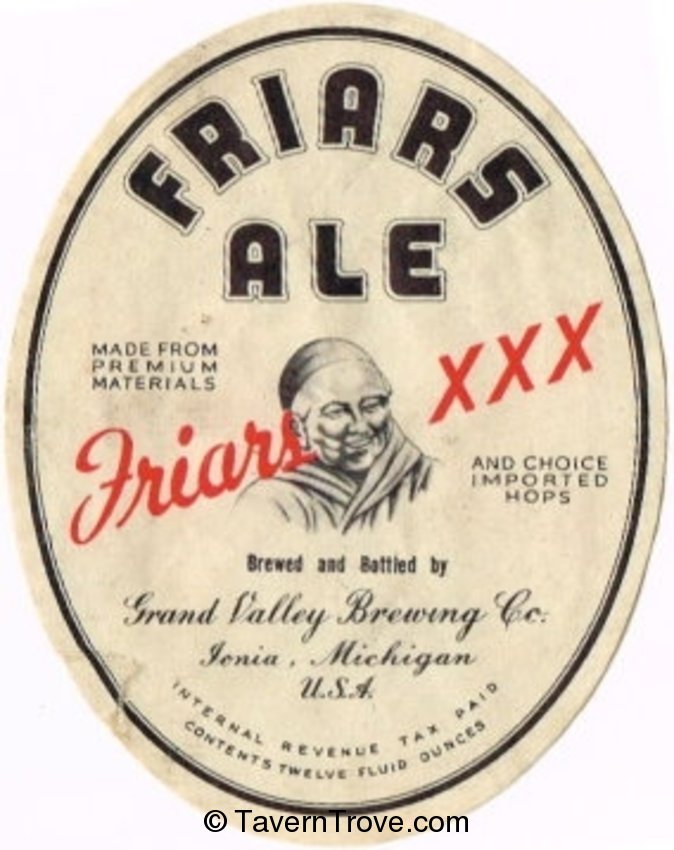 FRIARS
ALE
MADE FROM
PREMIUM
MATERIALS
Friars XXX
AND CHOICE
IMPORTED
HOPS
Brewed and Bottled by
Grand Valley Brewing Co.
Ionia, Michigan
U.S.A.
INTERNAL REVENUE TAX PAID
CONTENTS TWELVE FLUID OUNCES
© TavernTrove.com